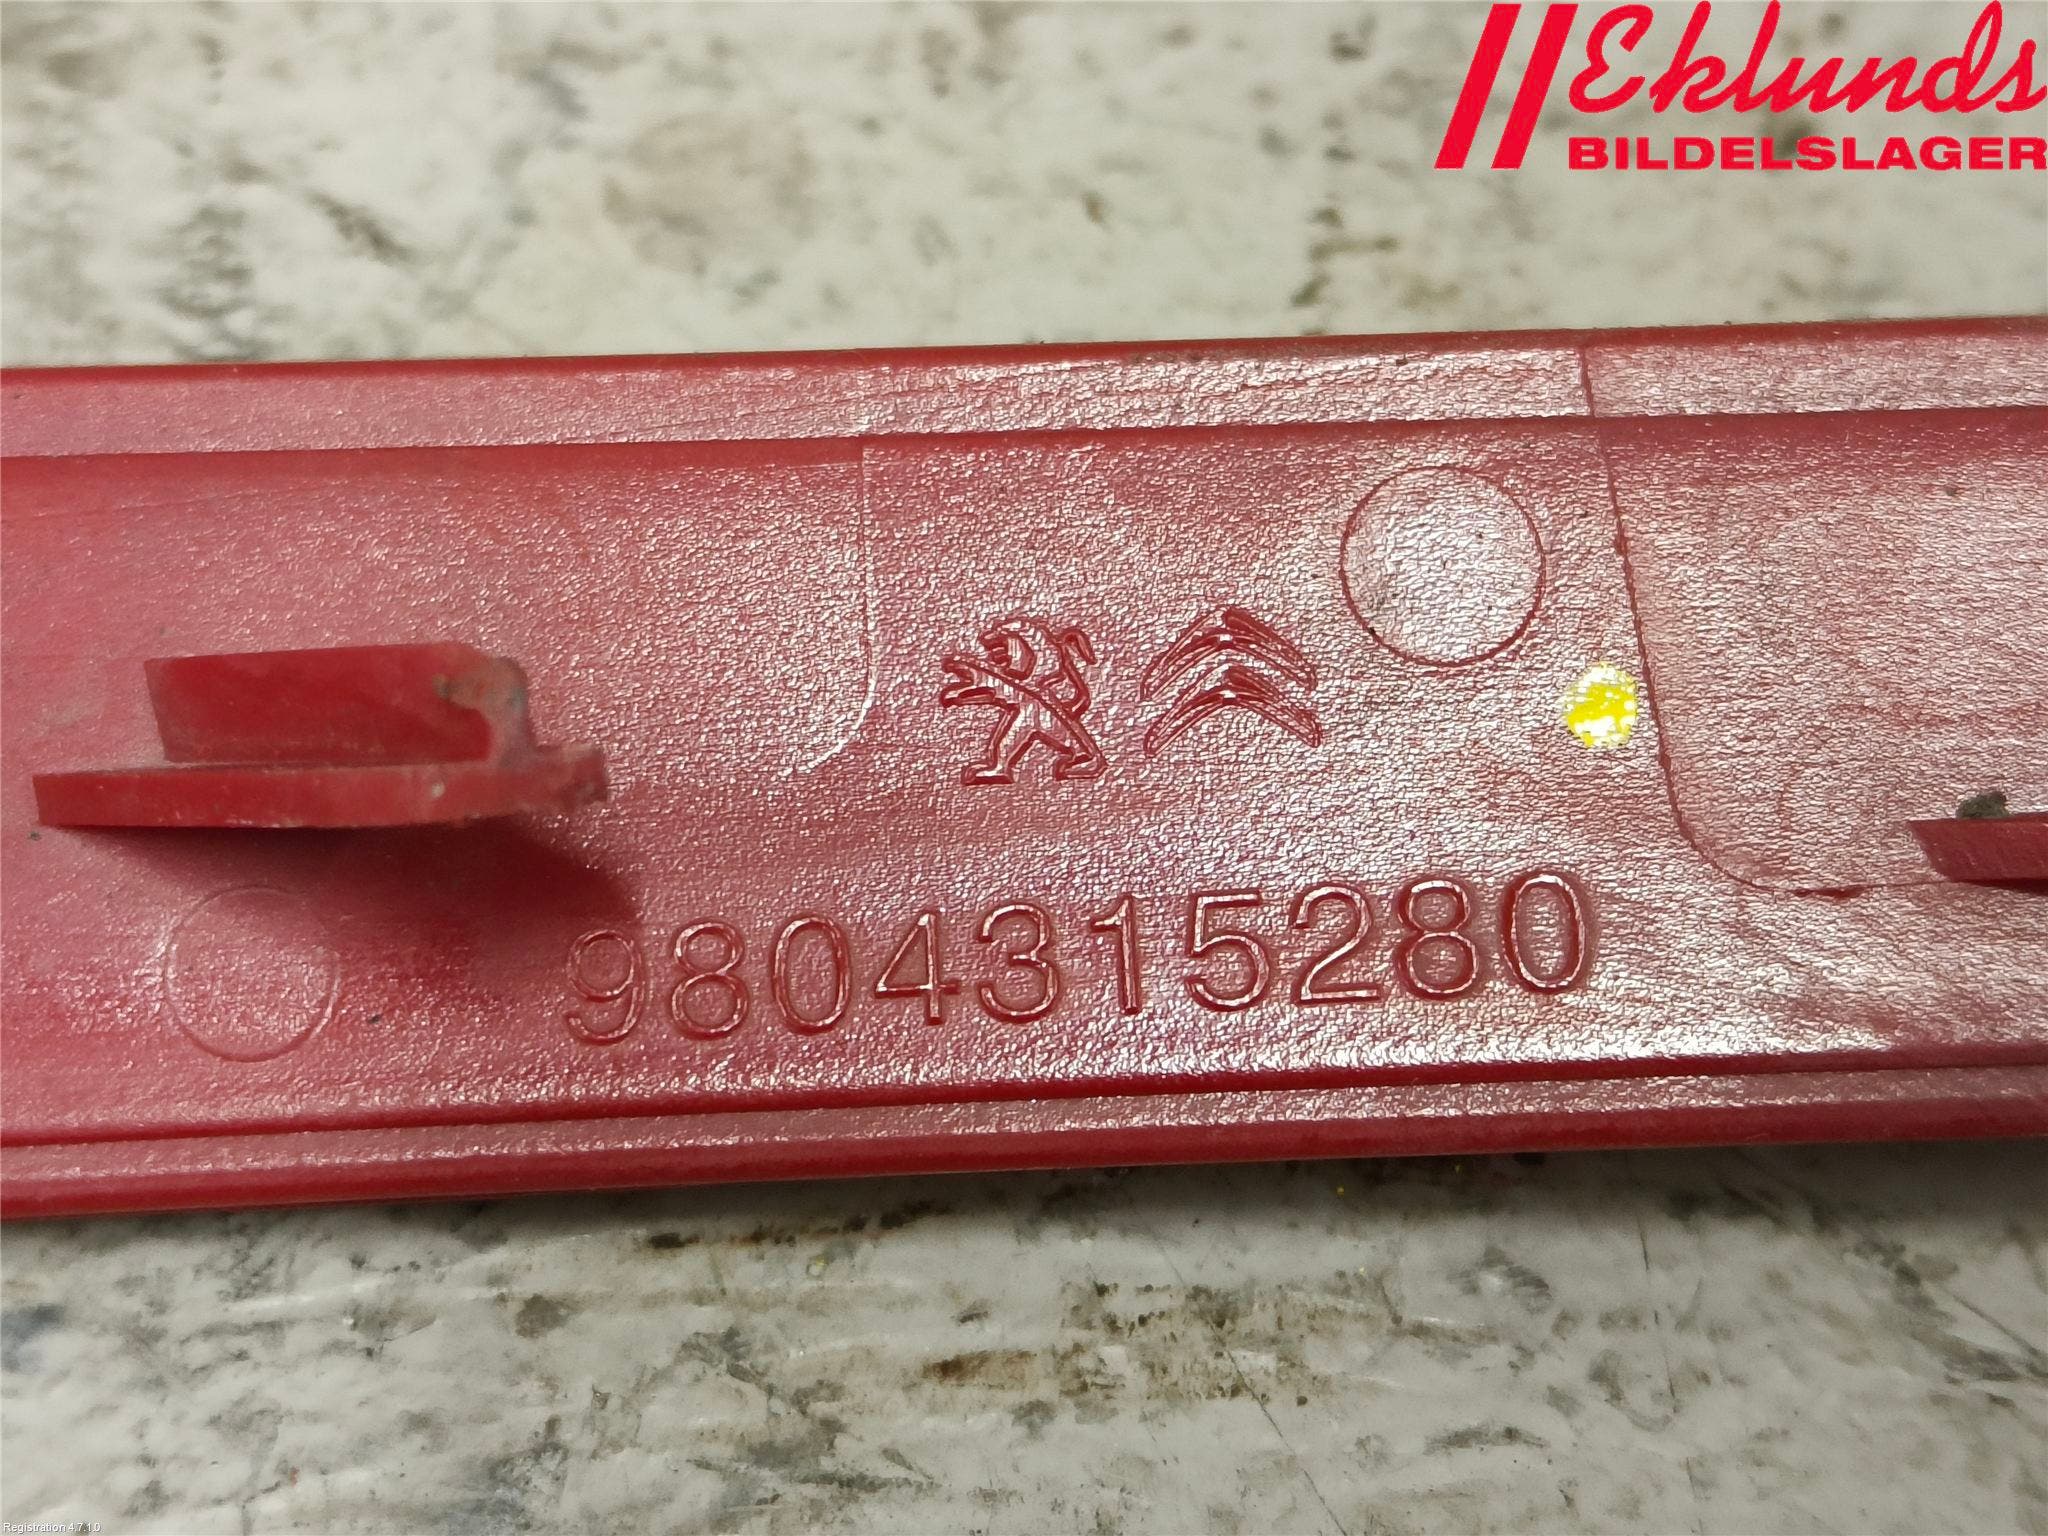 Eklunds
BILDELSLAGER
9804315280
Registration 4.7.1.0